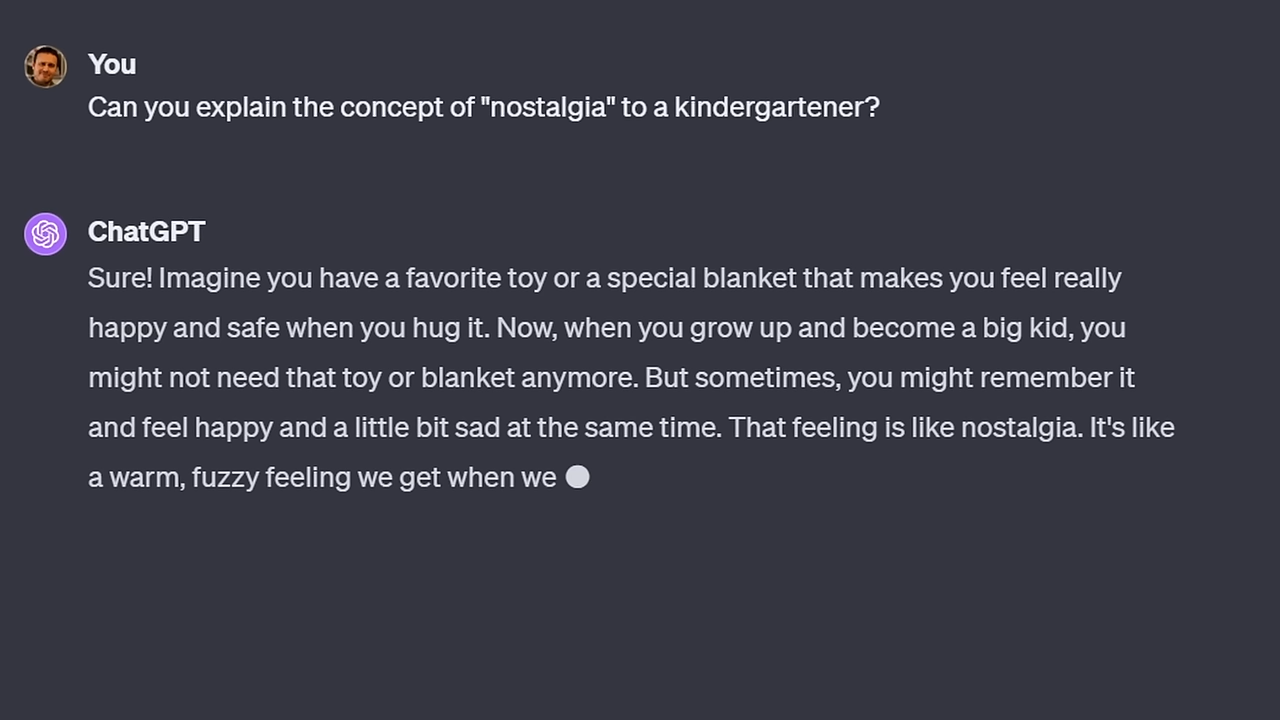 You
Can you explain the concept of "nostalgia" to a kindergartener?
ChatGPT
Sure! Imagine you have a favorite toy or a special blanket that makes you feel really
happy and safe when you hug it. Now, when you grow up and become a big kid, you
might not need that toy or blanket anymore. But sometimes, you might remember it
and feel happy and a little bit sad at the same time. That feeling is like nostalgia. It's like
a warm, fuzzy feeling we get when we